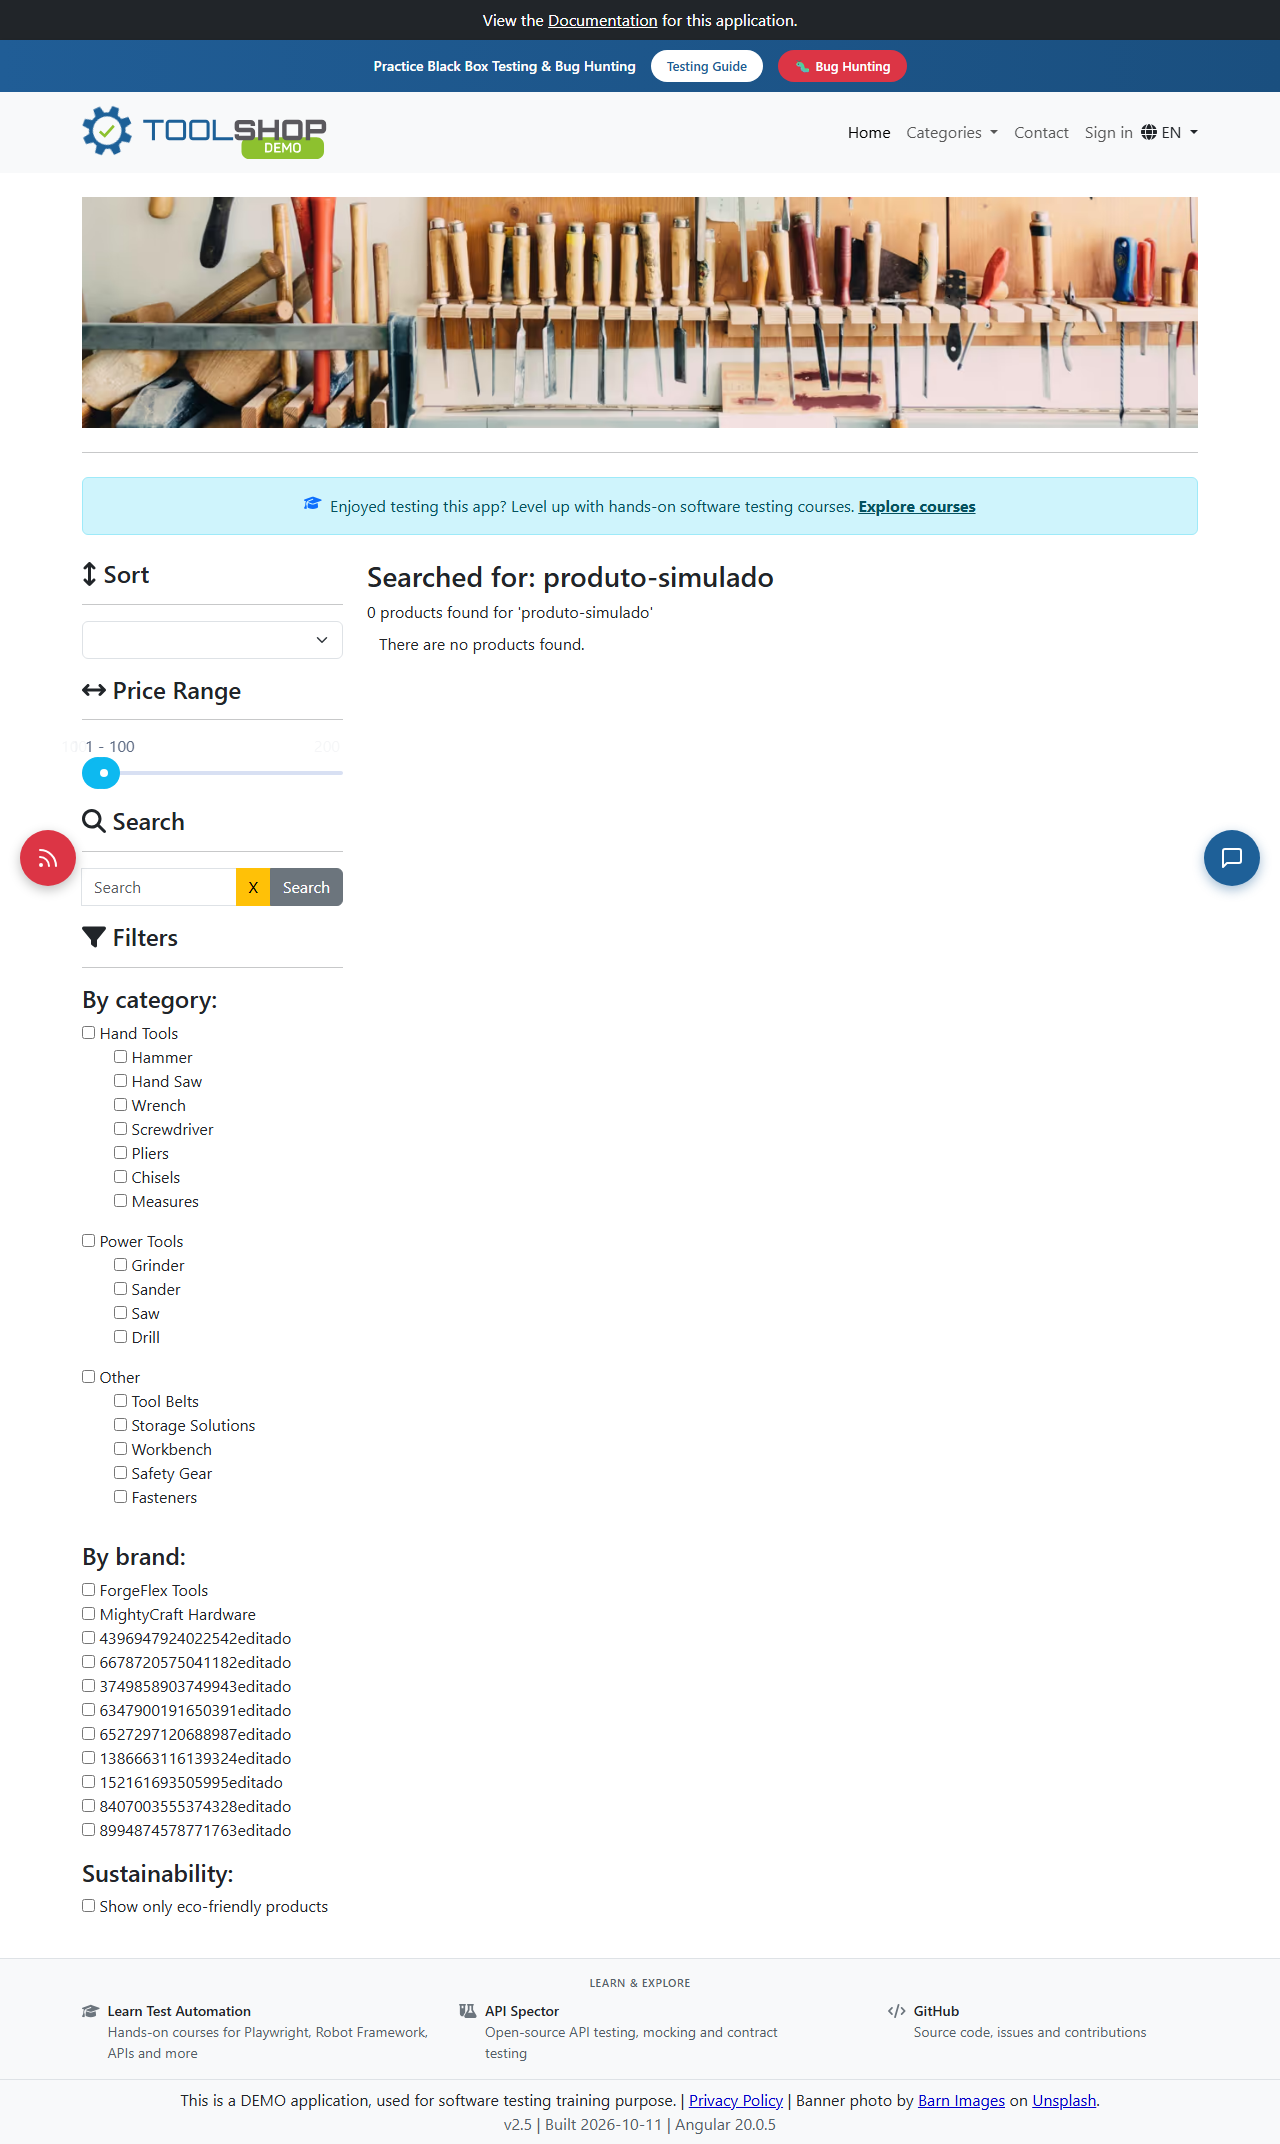 View the Documentation for this application.
Practice Black Box Testing & Bug Hunting Testing Guide Bug Hunting
TOOLSHOP
DEMO
Home Categories Contact Sign in EN
Enjoyed testing this app? Level up with hands-on software testing courses. Explore courses
Sort
Price Range
1 - 100
200
Search
Search X Search
Filters
By category:
Hand Tools
Hammer
Hand Saw
Wrench
Screwdriver
Pliers
Chisels
Measures
Power Tools
Grinder
Sander
Saw
Drill
Other
Tool Belts
Storage Solutions
Workbench
Safety Gear
Fasteners
By brand:
ForgeFlex Tools
MightyCraft Hardware
4396947924022542editado
6678720575041182editado
3749858903749943editado
6347900191650391editado
6527297120688987editado
1386663116139324editado
152161693505995editado
8407003555374328editado
8994874578771763editado
Sustainability:
Show only eco-friendly products
Searched for: produto-simulado
0 products found for 'produto-simulado'
There are no products found.
LEARN & EXPLORE
Learn Test Automation
Hands-on courses for Playwright, Robot Framework,
APIs and more
API Spector
Open-source API testing, mocking and contract
testing
GitHub
Source code, issues and contributions
This is a DEMO application, used for software testing training purpose. | Privacy Policy | Banner photo by Barn Images on Unsplash.
v2.5 | Built 2026-10-11 | Angular 20.0.5